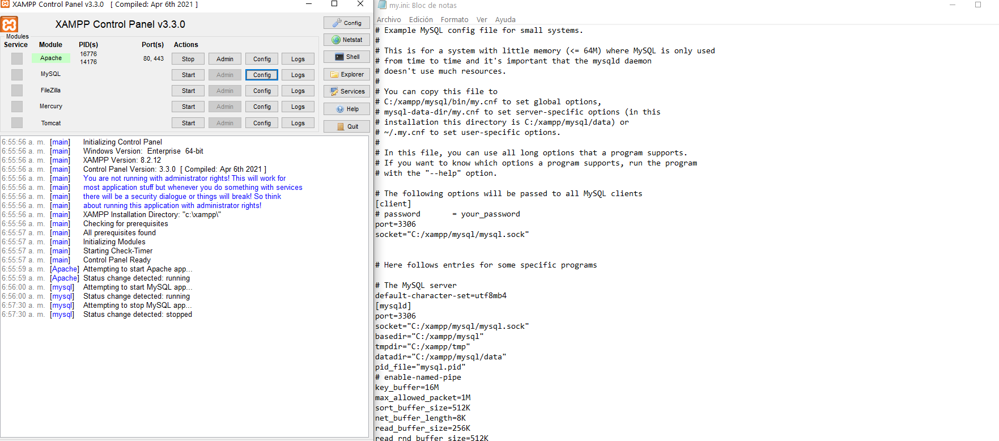 XAMPP Control Panel v3.3.0   [ Compiled: Apr 6th 2021 ]
XAMPP Control Panel v3.3.0
Config
Modules
Service Module PID(s) Port(s) Actions
Netstat
Apache 16776 14176 80, 443 Stop Admin Config Logs
Shell
MySQL Start Admin Config Logs
Explorer
FileZilla Start Admin Config Logs
Services
Mercury Start Admin Config Logs
Help
Tomcat Start Admin Config Logs
Quit
6:55:56 a. m. [main] Initializing Control Panel
6:55:56 a. m. [main] Windows Version:  Enterprise  64-bit
6:55:56 a. m. [main] XAMPP Version: 8.2.12
6:55:56 a. m. [main] Control Panel Version: 3.3.0  [ Compiled: Apr 6th 2021 ]
6:55:56 a. m. [main] You are not running with administrator rights! This will work for
6:55:56 a. m. [main] most application stuff but whenever you do something with services
6:55:56 a. m. [main] there will be a security dialogue or things will break! So think
6:55:56 a. m. [main] about running this application with administrator rights!
6:55:56 a. m. [main] XAMPP Installation Directory: "c:\xampp\"
6:55:56 a. m. [main] Checking for prerequisites
6:55:57 a. m. [main] All prerequisites found
6:55:57 a. m. [main] Initializing Modules
6:55:57 a. m. [main] Starting Check-Timer
6:55:57 a. m. [main] Control Panel Ready
6:55:59 a. m. [Apache] Attempting to start Apache app...
6:55:59 a. m. [Apache] Status change detected: running
6:56:00 a. m. [mysql] Attempting to start MySQL app...
6:56:00 a. m. [mysql] Status change detected: running
6:57:30 a. m. [mysql] Attempting to stop MySQL app...
6:57:30 a. m. [mysql] Status change detected: stopped
my.ini: Bloc de notas
Archivo Edición Formato Ver Ayuda
# Example MySQL config file for small systems.
#
# This is for a system with little memory (<= 64M) where MySQL is only used
# from time to time and it's important that the mysqld daemon
# doesn't use much resources.
#
# You can copy this file to
# C:/xampp/mysql/bin/my.cnf to set global options,
# mysql-data-dir/my.cnf to set server-specific options (in this
# installation this directory is C:/xampp/mysql/data) or
# ~/.my.cnf to set user-specific options.
#
# In this file, you can use all long options that a program supports.
# If you want to know which options a program supports, run the program
# with the "--help" option.
# The following options will be passed to all MySQL clients
[client]
# password       = your_password
port=3306
socket="C:/xampp/mysql/mysql.sock"
# Here follows entries for some specific programs
# The MySQL server
default-character-set=utf8mb4
[mysqld]
port=3306
socket="C:/xampp/mysql/mysql.sock"
basedir="C:/xampp/mysql"
tmpdir="C:/xampp/tmp"
datadir="C:/xampp/mysql/data"
pid_file="mysql.pid"
# enable-named-pipe
key_buffer=16M
max_allowed_packet=1M
sort_buffer_size=512K
net_buffer_length=8K
read_buffer_size=256K
read_rnd_buffer_size=512K